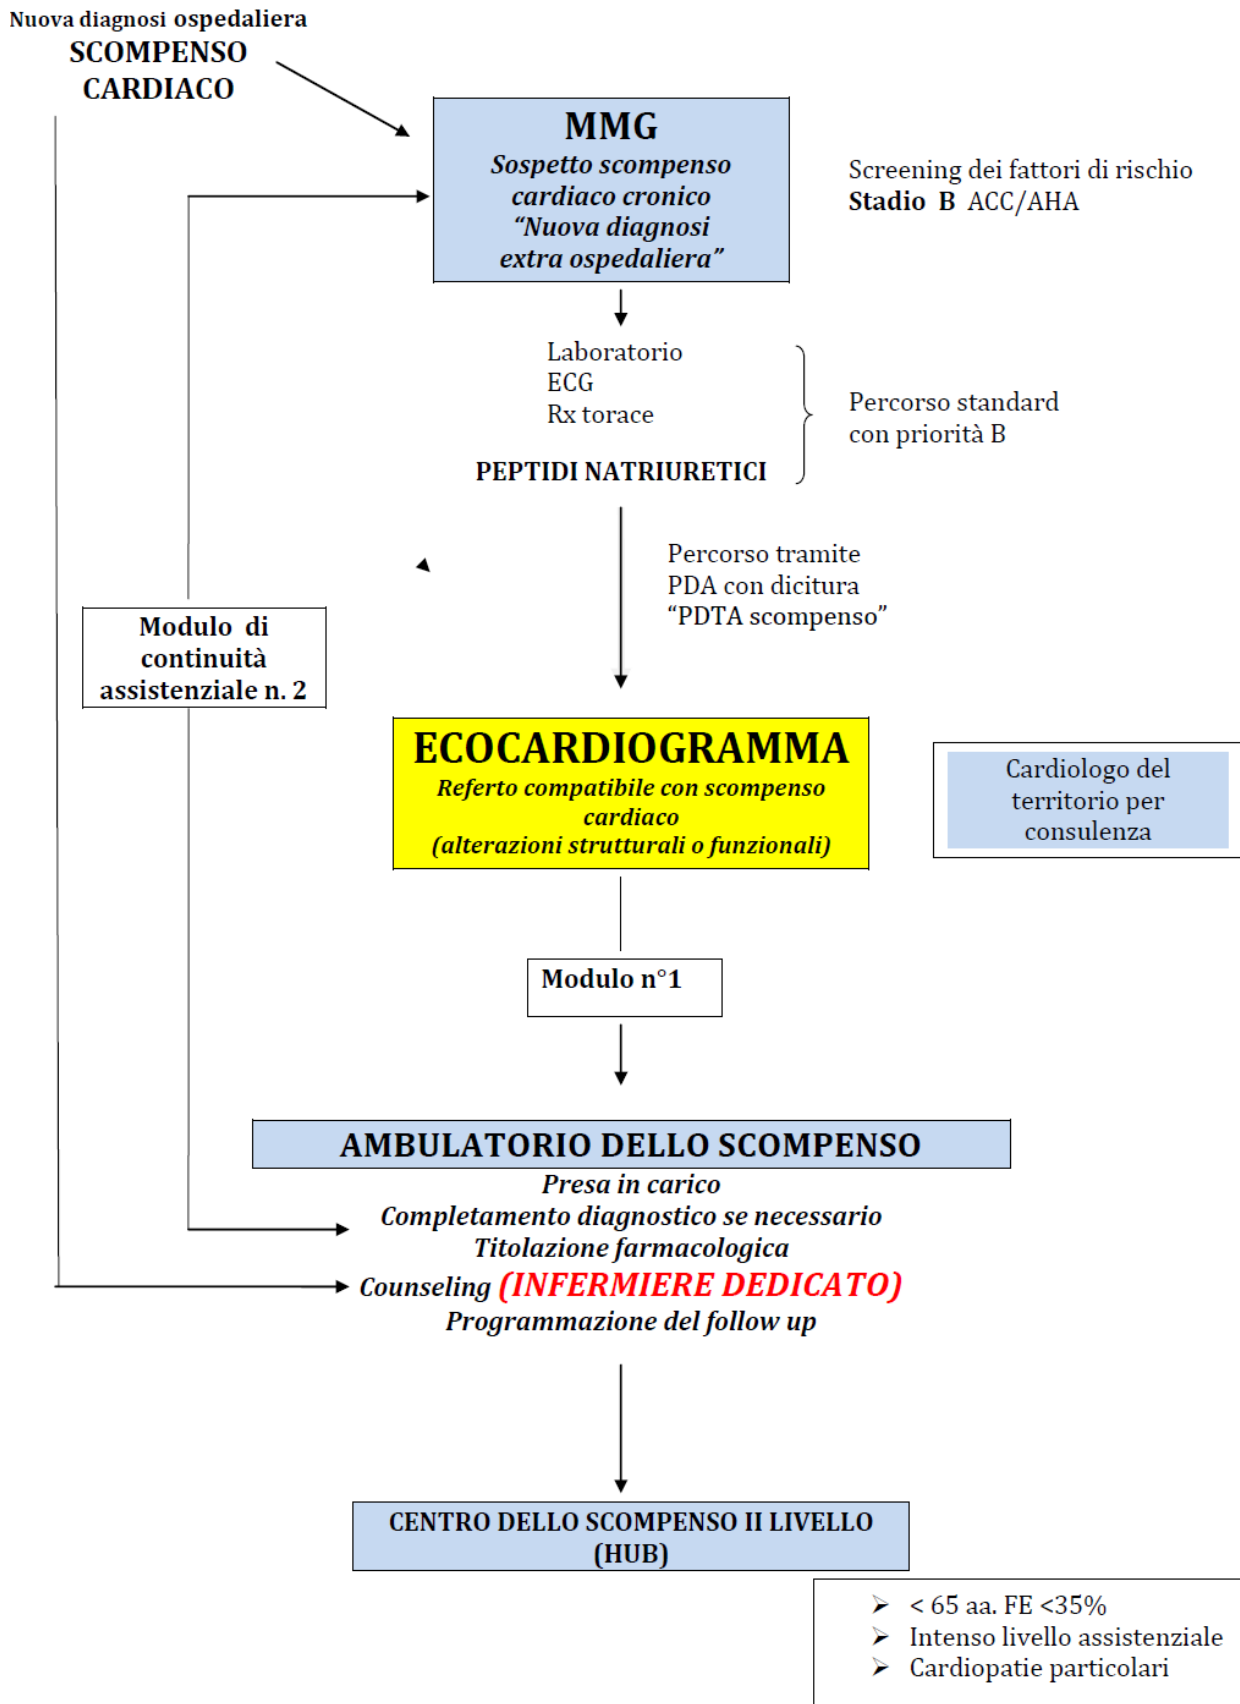 Nuova diagnosi ospedaliera
SCOMPENSO
CARDIACO
MMG
Sospetto scompenso
cardiaco cronico
“Nuova diagnosi
extra ospedaliera”
Screening dei fattori di rischio
Stadio B ACC/AHA
Laboratorio
ECG
Rx torace
PEPTIDI NATRIURETICI
Percorso standard
con priorità B
Percorso tramite
PDA con dicitura
“PDTA scompenso”
Modulo di
continuità
assistenziale n. 2
ECOCARDIOGRAMMA
Referto compatibile con scompenso
cardiaco
(alterazioni strutturali o funzionali)
Cardiologo del
territorio per
consulenza
Modulo n°1
AMBULATORIO DELLO SCOMPENSO
Presa in carico
Completamento diagnostico se necessario
Titolazione farmacologica
Counseling (INFERMIERE DEDICATO)
Programmazione del follow up
CENTRO DELLO SCOMPENSO II LIVELLO
(HUB)
➢ < 65 aa. FE <35%
➢ Intenso livello assistenziale
➢ Cardiopatie particolari